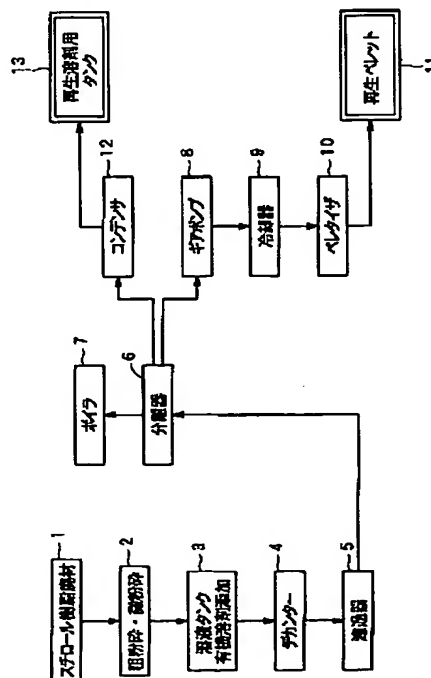 1
スチロール樹脂廃材
2
粗粉砕・微粉砕
3
溶液タンク
有機溶剤添加
4
デカンター
5
濾過器
6
分離器
7
ボイラ
8
ギアポンプ
9
冷却器
10
ペレタイザ
11
再生ペレット
12
コンデンサ
13
再生溶剤用
タンク